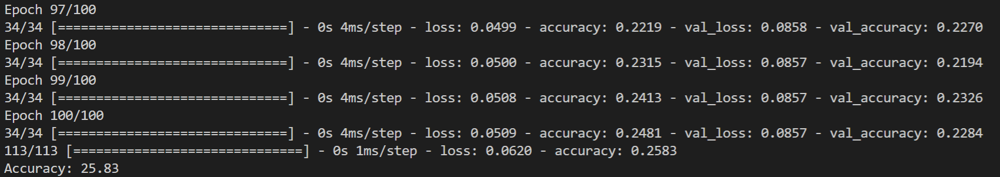 Epoch 97/100
34/34 [==============================] - 0s 4ms/step - loss: 0.0499 - accuracy: 0.2219 - val_loss: 0.0858 - val_accuracy: 0.2270
Epoch 98/100
34/34 [==============================] - 0s 4ms/step - loss: 0.0500 - accuracy: 0.2315 - val_loss: 0.0857 - val_accuracy: 0.2194
Epoch 99/100
34/34 [==============================] - 0s 4ms/step - loss: 0.0508 - accuracy: 0.2413 - val_loss: 0.0857 - val_accuracy: 0.2326
Epoch 100/100
34/34 [==============================] - 0s 4ms/step - loss: 0.0509 - accuracy: 0.2481 - val_loss: 0.0857 - val_accuracy: 0.2284
113/113 [==============================] - 0s 1ms/step - loss: 0.0620 - accuracy: 0.2583
Accuracy: 25.83